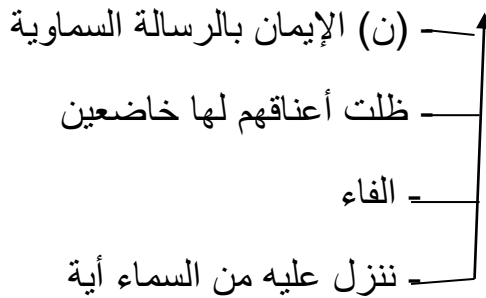 - (ن) الإيمان بالرسالة السماوية
- ظلت أعناقهم لها خاضعين
- الفاء
- ننزل عليه من السماء أية